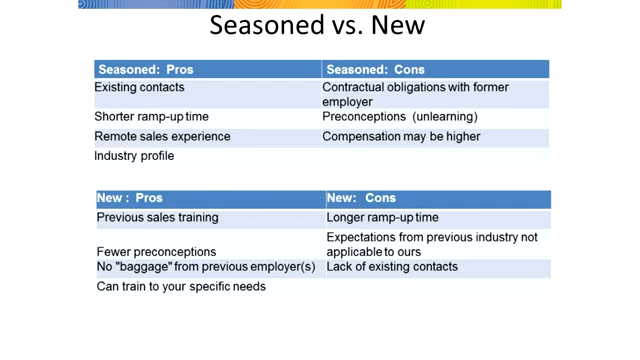 Seasoned vs. New
Seasoned: Pros
Seasoned: Cons
Existing contacts
Contractual obligations with former
employer
Shorter ramp-up time
Preconceptions (unlearning)
Remote sales experience
Compensation may be higher
Industry profile
New : Pros
New: Cons
Previous sales training
Longer ramp-up time
Fewer preconceptions
Expectations from previous industry not
applicable to ours
No "baggage" from previous employer(s)
Lack of existing contacts
Can train to your specific needs